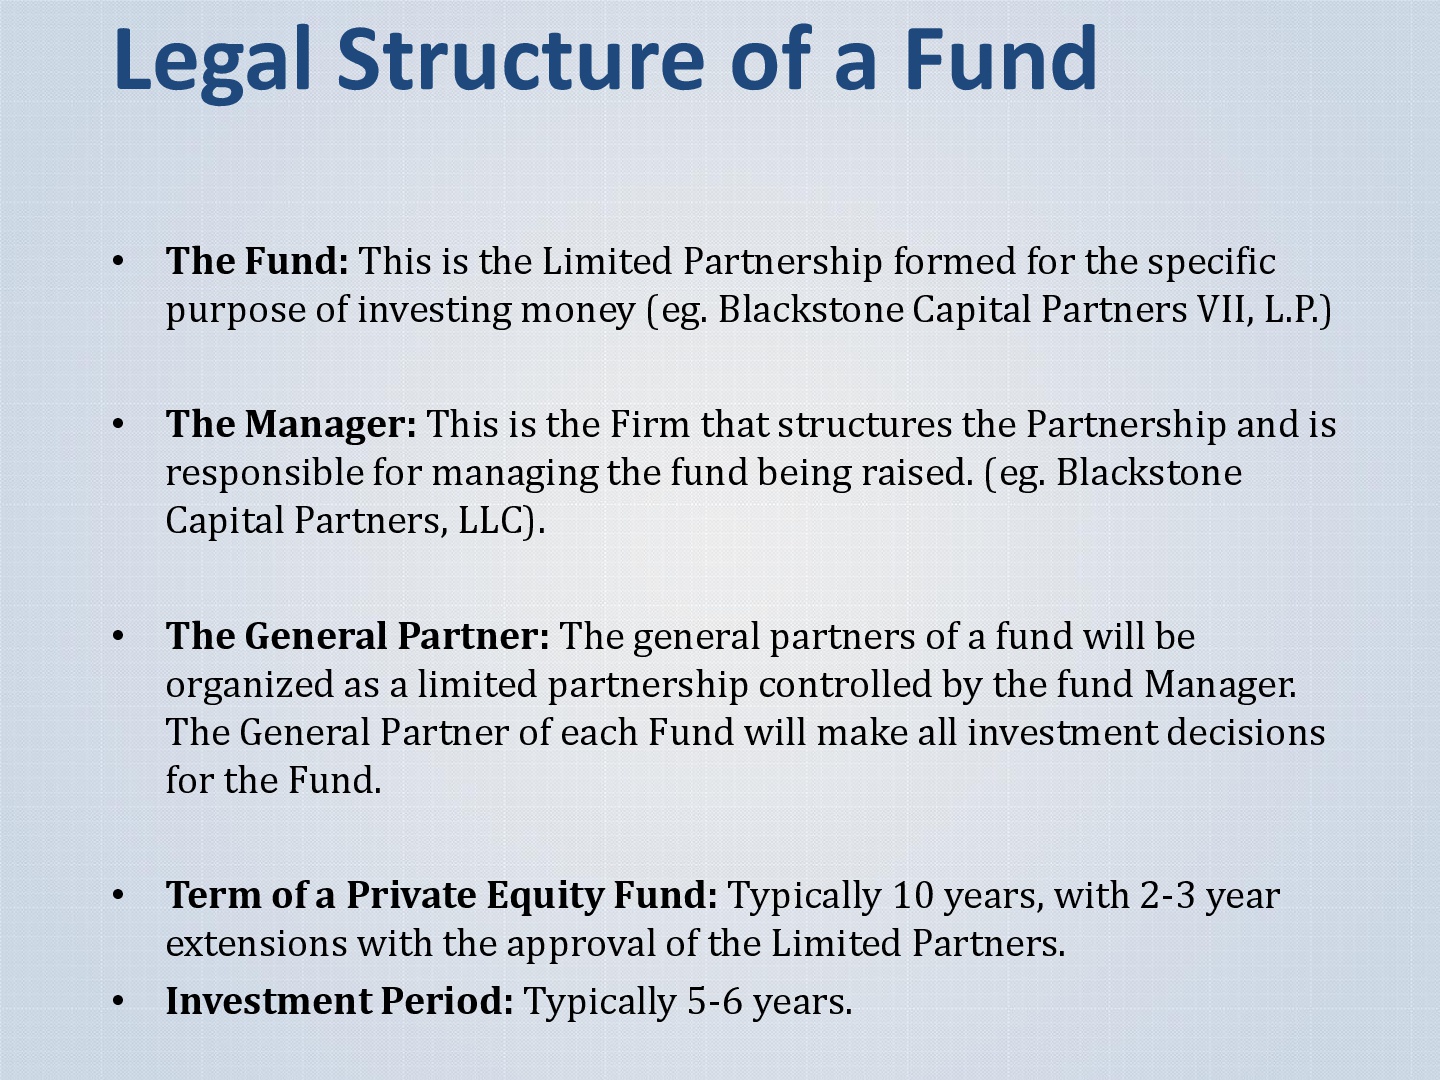 Legal Structure of a Fund
• The Fund: This is the Limited Partnership formed for the specific
purpose of investing money (eg. Blackstone Capital Partners VII, L.P.)
• The Manager: This is the Firm that structures the Partnership and is
responsible for managing the fund being raised. (eg. Blackstone
Capital Partners, LLC).
• The General Partner: The general partners of a fund will be
organized as a limited partnership controlled by the fund Manager.
The General Partner of each Fund will make all investment decisions
for the Fund.
• Term of a Private Equity Fund: Typically 10 years, with 2-3 year
extensions with the approval of the Limited Partners.
• Investment Period: Typically 5-6 years.